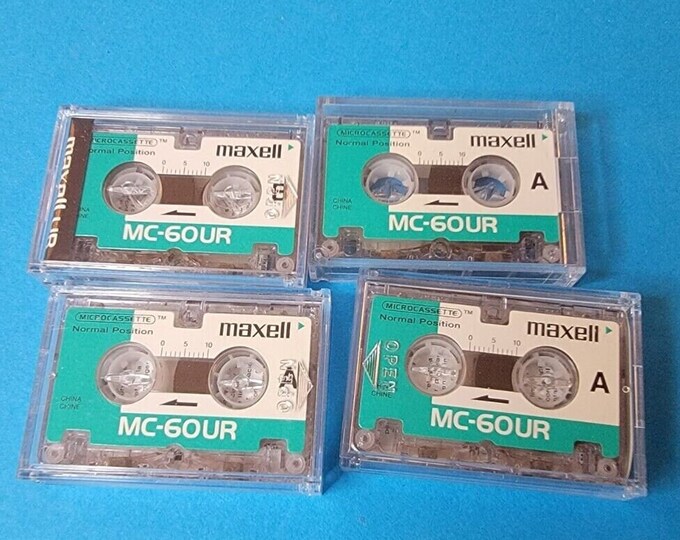 MICROCASSETTE™
Normal Position
maxell
0 5 10
maxell UR
OPEN
CHINA
CHINE
MC-60UR
MICROCASSETTE™
Normal Position
maxell
0 5 10
A
CHINA
CHINE
MC-60UR
MICROCASSETTE™
Normal Position
maxell
0 5 10
A
OPEN
CHINA
CHINE
MC-60UR
MICROCASSETTE™
Normal Position
maxell
0 5 10
OPEN
A
CHINE
MC-60UR